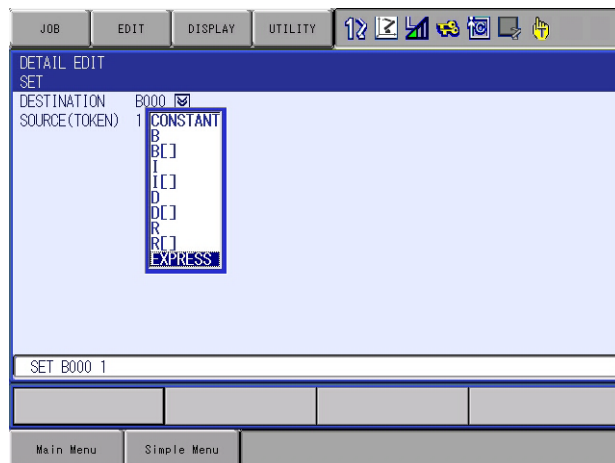 JOB EDIT DISPLAY UTILITY
DETAIL EDIT
SET
DESTINATION B000
SOURCE(TOKEN) 1
CONSTANT
B
B[]
I
I[]
D
D[]
R
R[]
EXPRESS
SET B000 1
Main Menu Simple Menu